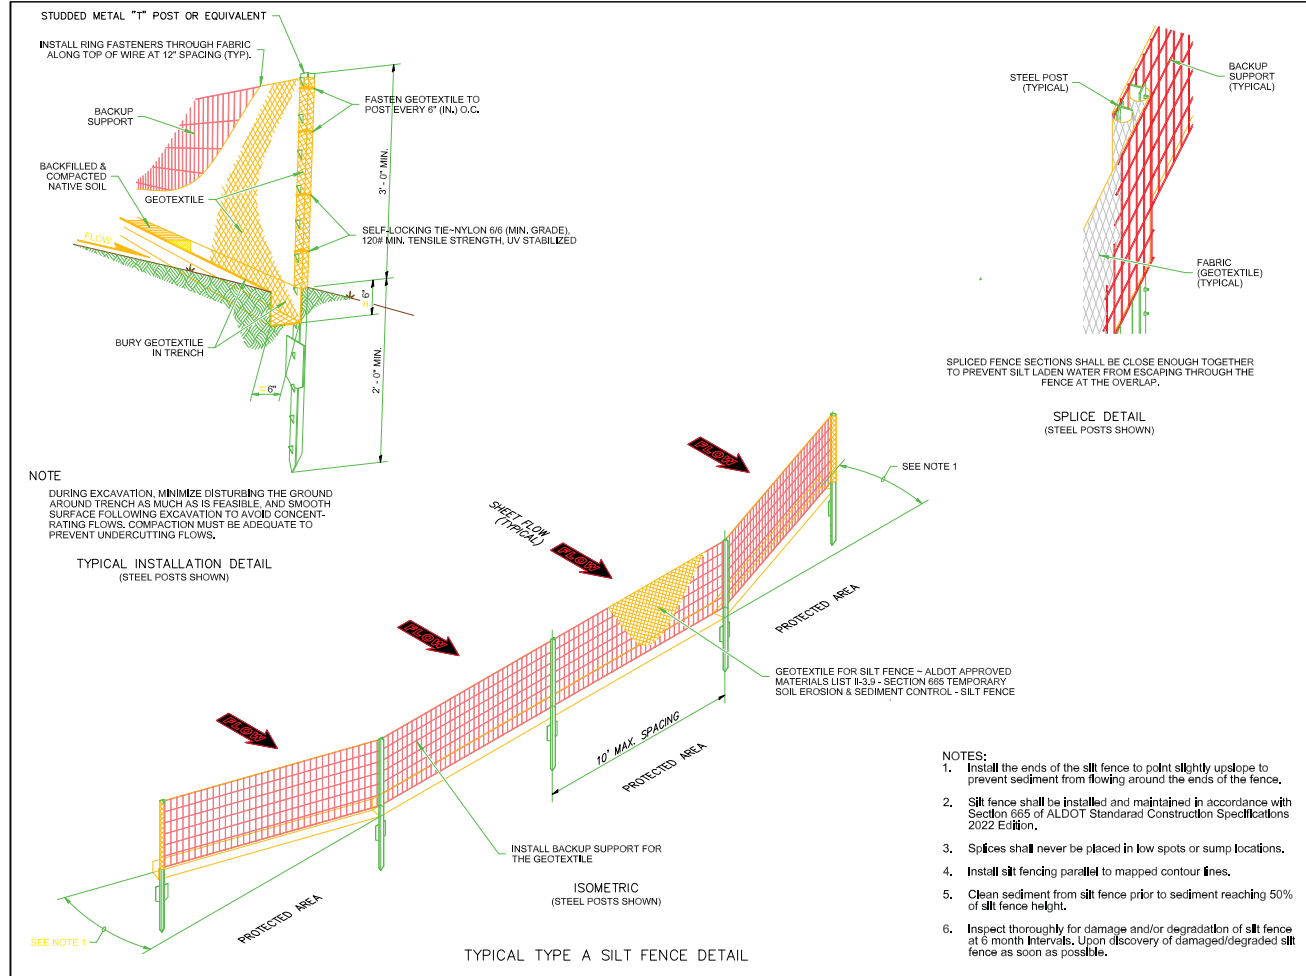 STUDDED METAL "T" POST OR EQUIVALENT
INSTALL RING FASTENERS THROUGH FABRIC
ALONG TOP OF WIRE AT 12" SPACING (TYP).
BACKUP
SUPPORT
BACKFILLED &
COMPACTED
NATIVE SOIL
GEOTEXTILE
FLOW
BURY GEOTEXTILE
IN TRENCH
= 6"
= 6"
FASTEN GEOTEXTILE TO
POST EVERY 6" (IN.) O.C.
3' - 0" MIN.
SELF-LOCKING TIE~NYLON 6/6 (MIN. GRADE),
120# MIN. TENSILE STRENGTH, UV STABILIZED
2' - 0" MIN.
NOTE
DURING EXCAVATION, MINIMIZE DISTURBING THE GROUND
AROUND TRENCH AS MUCH AS IS FEASIBLE, AND SMOOTH
SURFACE FOLLOWING EXCAVATION TO AVOID CONCENT-
RATING FLOWS. COMPACTION MUST BE ADEQUATE TO
PREVENT UNDERCUTTING FLOWS.
TYPICAL INSTALLATION DETAIL
(STEEL POSTS SHOWN)
STEEL POST
(TYPICAL)
BACKUP
SUPPORT
(TYPICAL)
FABRIC
(GEOTEXTILE)
(TYPICAL)
SPLICED FENCE SECTIONS SHALL BE CLOSE ENOUGH TOGETHER
TO PREVENT SILT LADEN WATER FROM ESCAPING THROUGH THE
FENCE AT THE OVERLAP.
SPLICE DETAIL
(STEEL POSTS SHOWN)
FLOW
SEE NOTE 1
SHEET FLOW
(TYPICAL)
FLOW
PROTECTED AREA
FLOW
GEOTEXTILE FOR SILT FENCE ~ ALDOT APPROVED
MATERIALS LIST II-3.9 - SECTION 665 TEMPORARY
SOIL EROSION & SEDIMENT CONTROL - SILT FENCE
FLOW
10' MAX. SPACING
PROTECTED AREA
INSTALL BACKUP SUPPORT FOR
THE GEOTEXTILE
ISOMETRIC
(STEEL POSTS SHOWN)
PROTECTED AREA
SEE NOTE 1
TYPICAL TYPE A SILT FENCE DETAIL
NOTES:
1. Install the ends of the silt fence to point slightly upslope to
prevent sediment from flowing around the ends of the fence.
2. Silt fence shall be installed and maintained in accordance with
Section 665 of ALDOT Standarad Construction Specifications
2022 Edition.
3. Splices shall never be placed in low spots or sump locations.
4. Install silt fencing parallel to mapped contour lines.
5. Clean sediment from silt fence prior to sediment reaching 50%
of silt fence height.
6. Inspect thoroughly for damage and/or degradation of silt fence
at 6 month intervals. Upon discovery of damaged/degraded silt
fence as soon as possible.